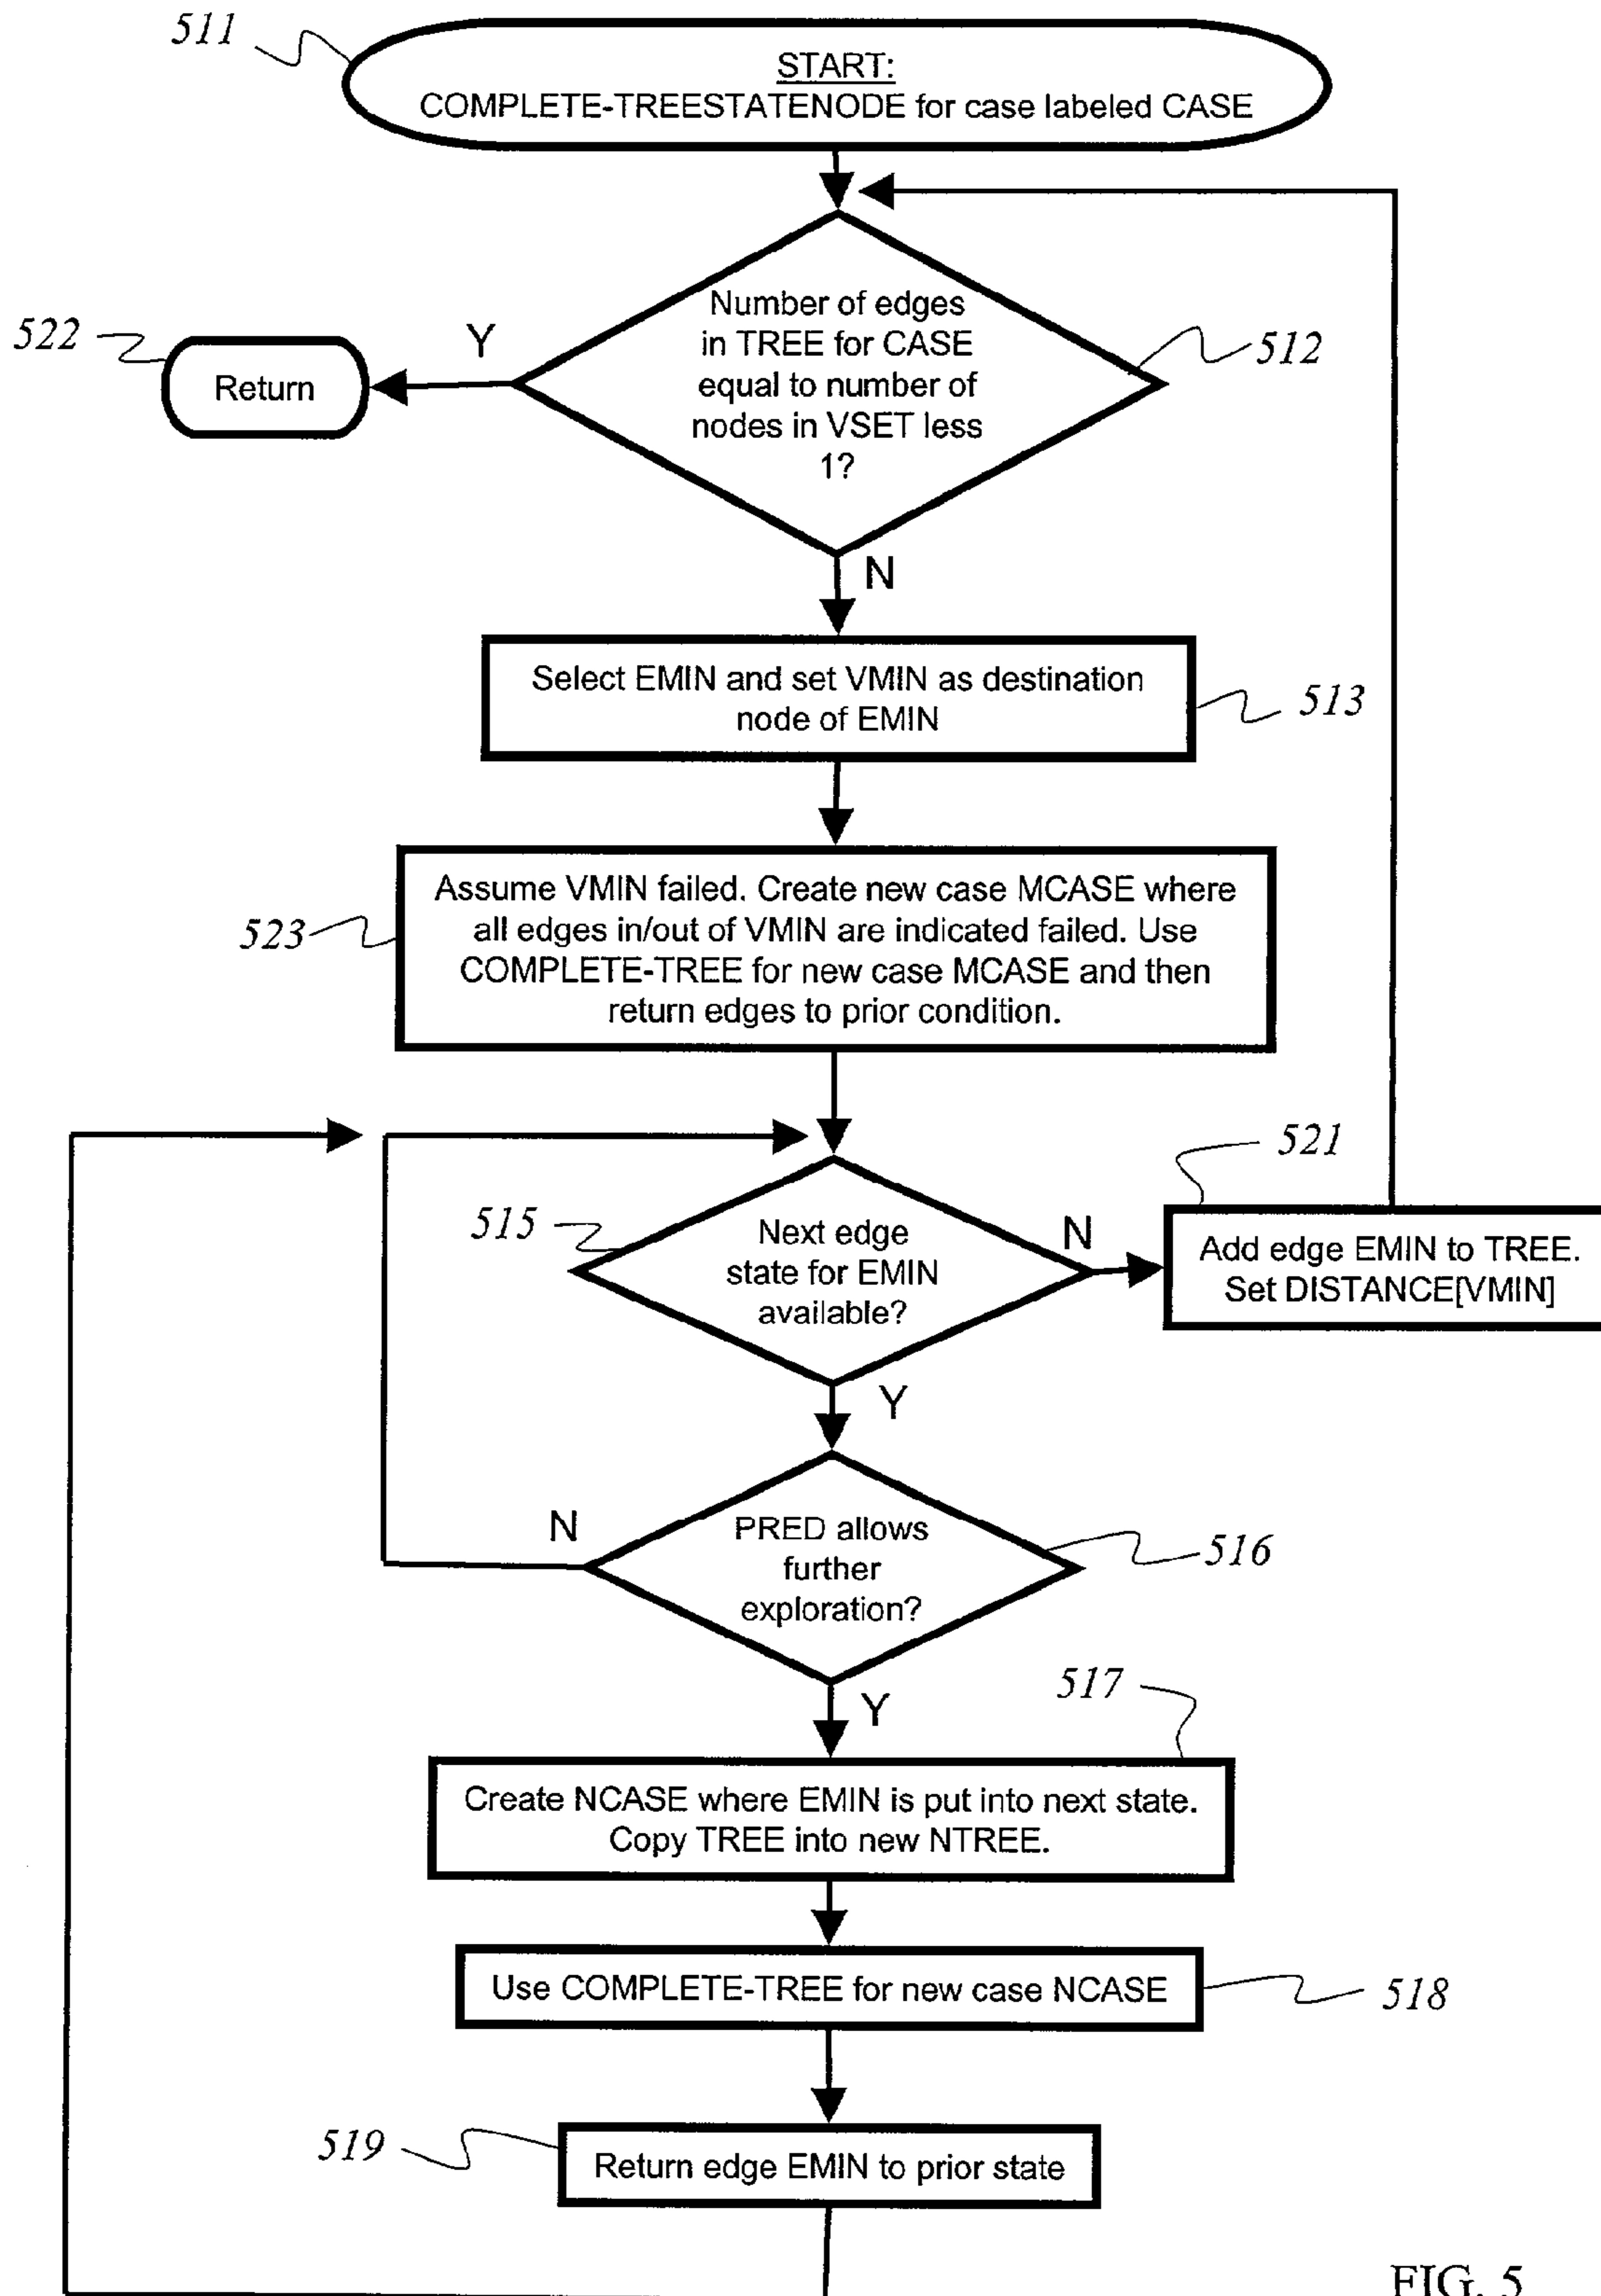 511
START:
COMPLETE-TREESTATENODE for case labeled CASE
522
Return
Y
Number of edges
in TREE for CASE
equal to number of
nodes in VSET less
1?
512
N
Select EMIN and set VMIN as destination
node of EMIN
513
523
Assume VMIN failed. Create new case MCASE where
all edges in/out of VMIN are indicated failed. Use
COMPLETE-TREE for new case MCASE and then
return edges to prior condition.
515
Next edge
state for EMIN
available?
N
521
Add edge EMIN to TREE.
Set DISTANCE[VMIN]
Y
N
PRED allows
further
exploration?
516
Y
517
Create NCASE where EMIN is put into next state.
Copy TREE into new NTREE.
Use COMPLETE-TREE for new case NCASE
518
519
Return edge EMIN to prior state
FIG. 5